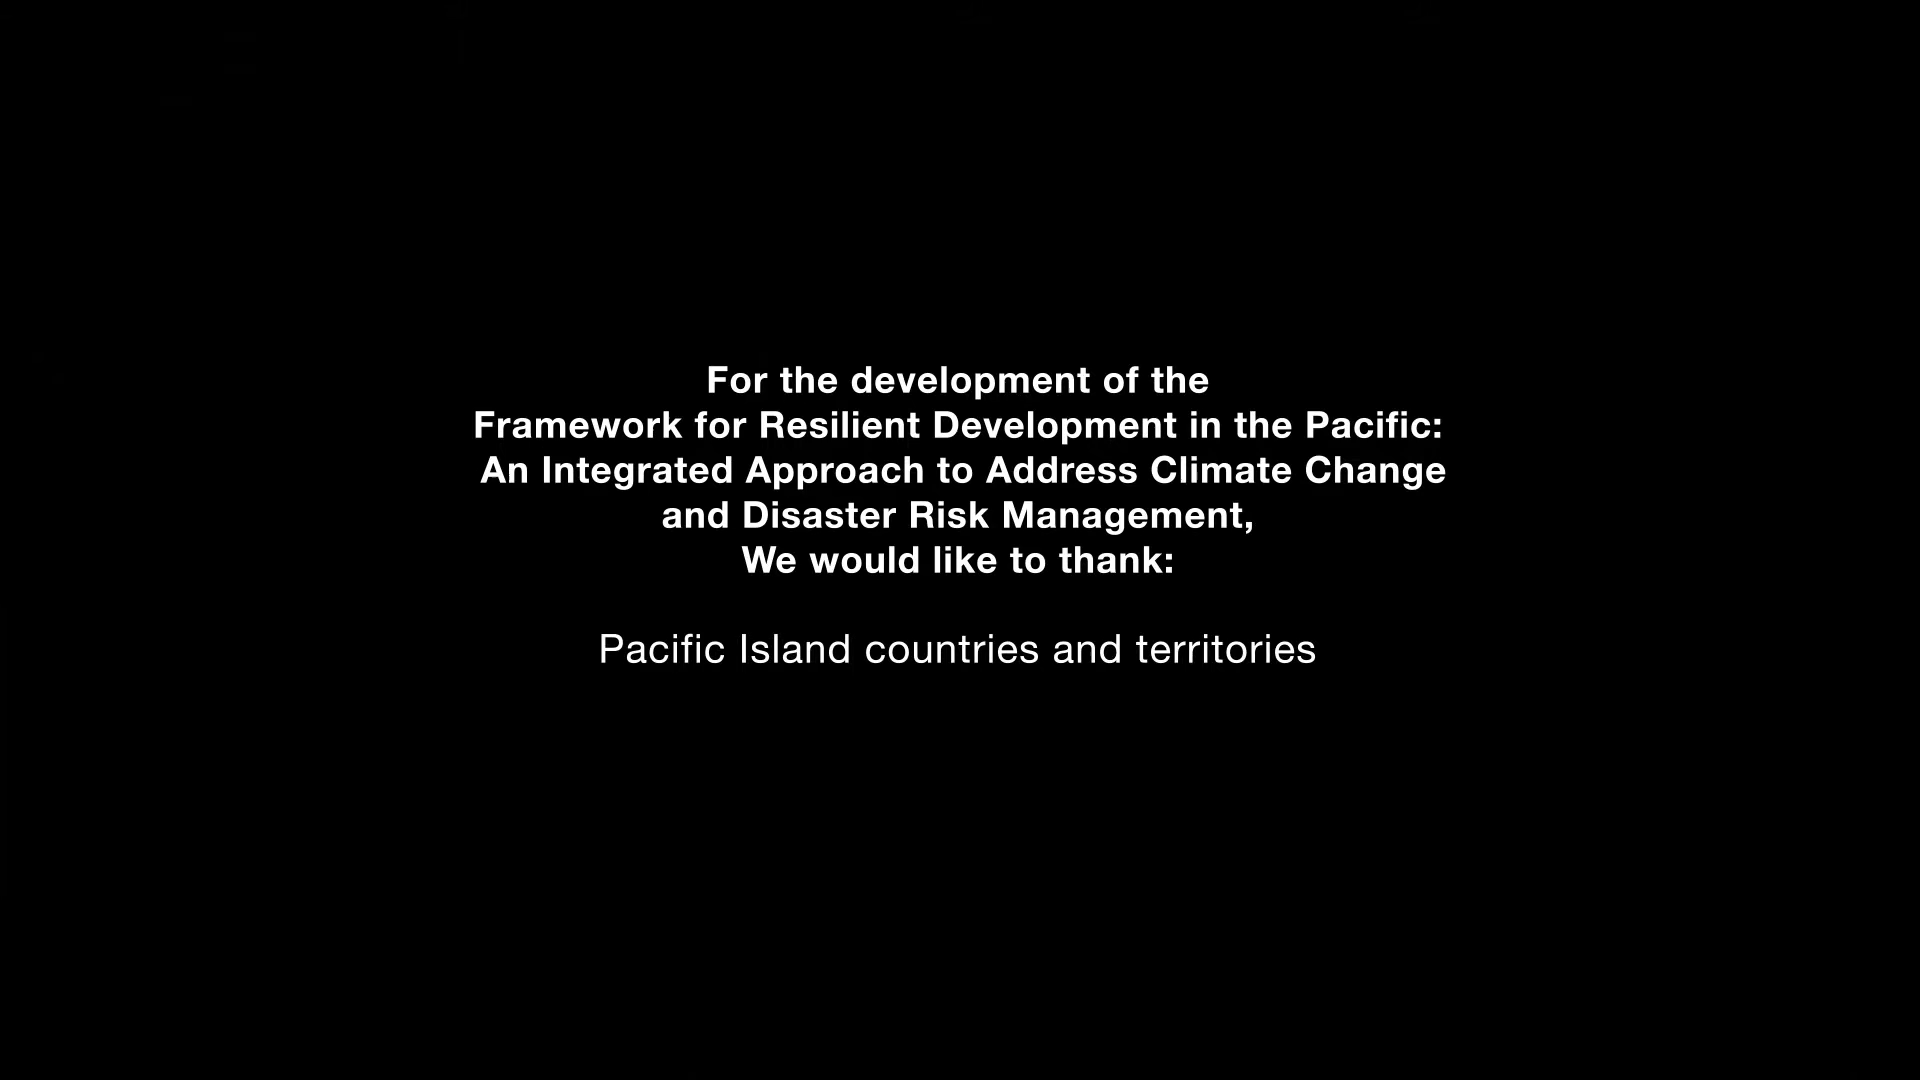 For the development of the
Framework for Resilient Development in the Pacific:
An Integrated Approach to Address Climate Change
and Disaster Risk Management,
We would like to thank:
Pacific Island countries and territories